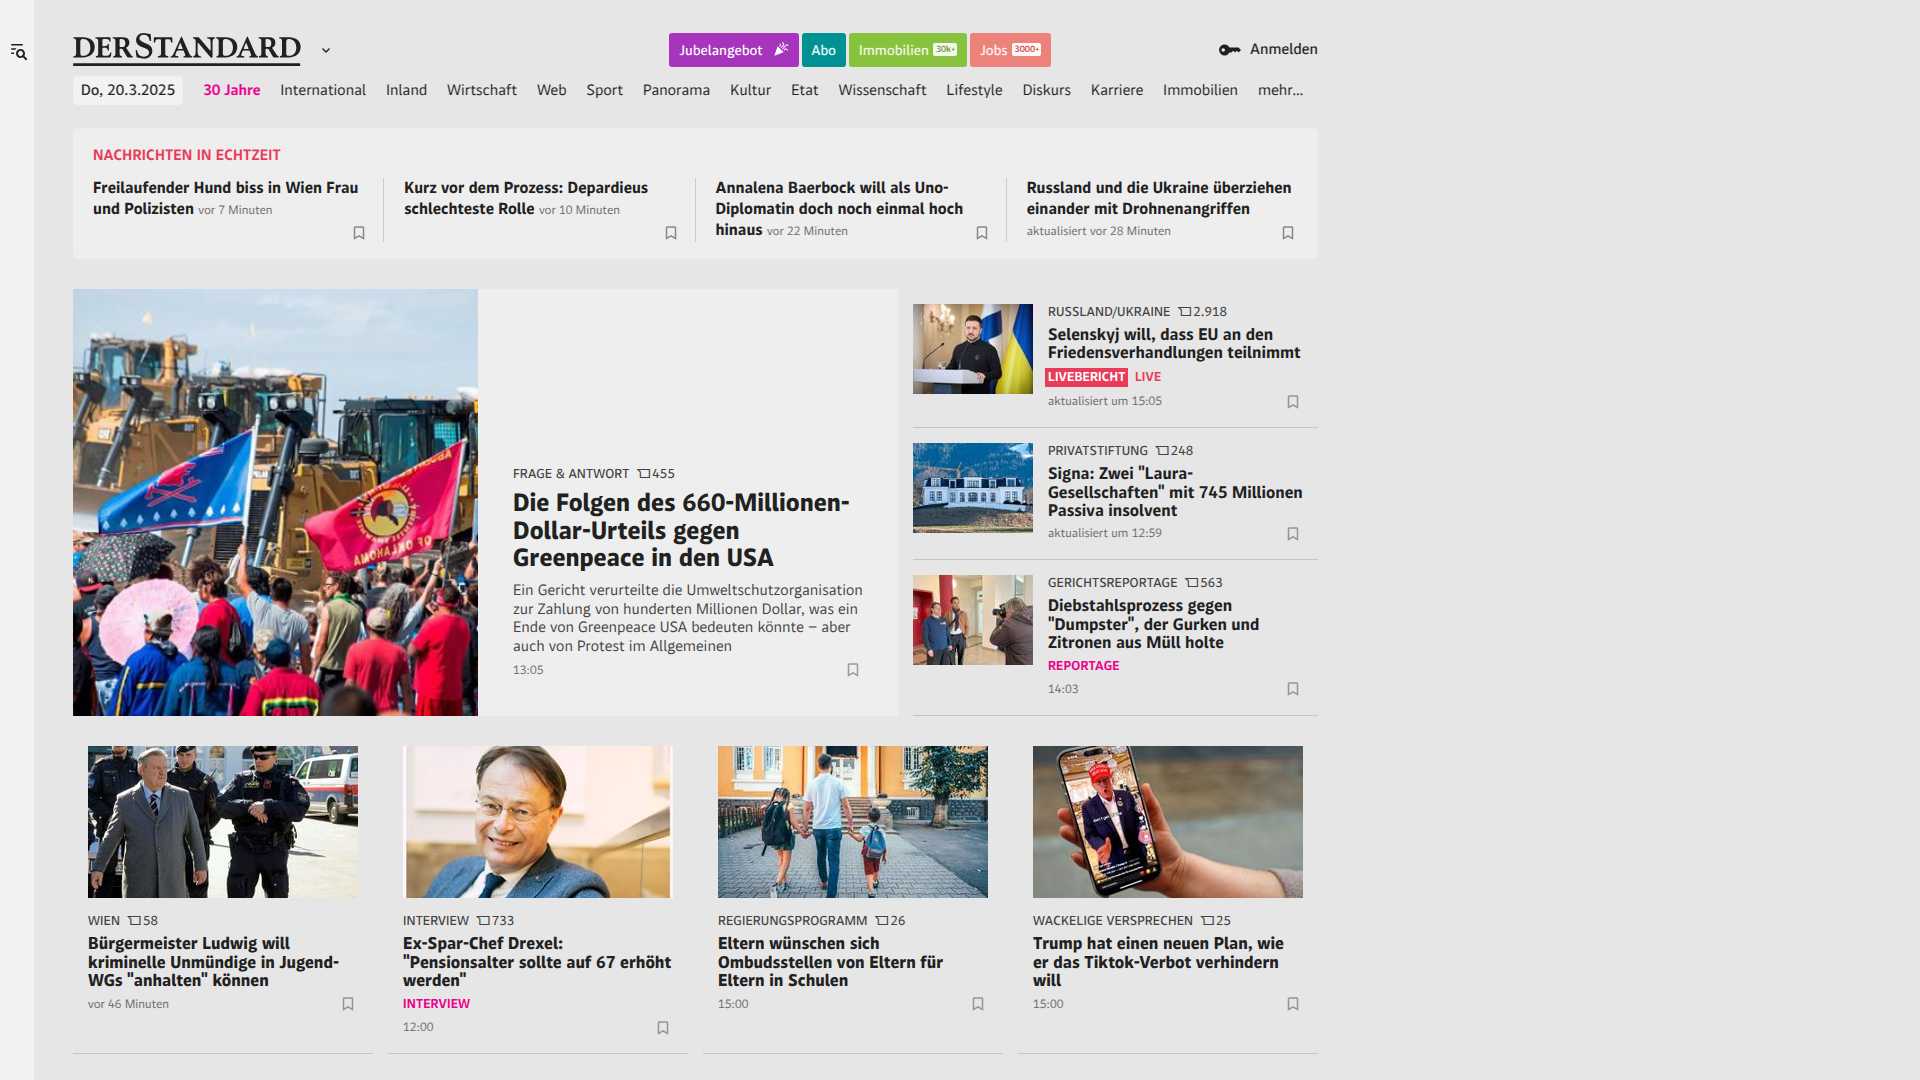 DERSTANDARD
Jubelangebot
Abo
Immobilien 30k+
Jobs 3000+
Anmelden
Do, 20.3.2025
30 Jahre
International
Inland
Wirtschaft
Web
Sport
Panorama
Kultur
Etat
Wissenschaft
Lifestyle
Diskurs
Karriere
Immobilien
mehr...
NACHRICHTEN IN ECHTZEIT
Freilaufender Hund biss in Wien Frau
und Polizisten vor 7 Minuten
Kurz vor dem Prozess: Depardieus
schlechteste Rolle vor 10 Minuten
Annalena Baerbock will als Uno-
Diplomatin doch noch einmal hoch
hinaus vor 22 Minuten
Russland und die Ukraine überziehen
einander mit Drohnenangriffen
aktualisiert vor 28 Minuten
OF OKLAHOMA
FRAGE & ANTWORT 455
Die Folgen des 660-Millionen-
Dollar-Urteils gegen
Greenpeace in den USA
Ein Gericht verurteilte die Umweltschutzorganisation
zur Zahlung von hunderten Millionen Dollar, was ein
Ende von Greenpeace USA bedeuten könnte – aber
auch von Protest im Allgemeinen
13:05
RUSSLAND/UKRAINE 2.918
Selenskyj will, dass EU an den
Friedensverhandlungen teilnimmt
LIVEBERICHT LIVE
aktualisiert um 15:05
PRIVATSTIFTUNG 248
Signa: Zwei "Laura-
Gesellschaften" mit 745 Millionen
Passiva insolvent
aktualisiert um 12:59
GERICHTSREPORTAGE 563
Diebstahlsprozess gegen
"Dumpster", der Gurken und
Zitronen aus Müll holte
REPORTAGE
14:03
WIEN 58
Bürgermeister Ludwig will
kriminelle Unmündige in Jugend-
WGs "anhalten" können
vor 46 Minuten
INTERVIEW 733
Ex-Spar-Chef Drexel:
"Pensionsalter sollte auf 67 erhöht
werden"
INTERVIEW
12:00
REGIERUNGSPROGRAMM 26
Eltern wünschen sich
Ombudsstellen von Eltern für
Eltern in Schulen
15:00
WACKELIGE VERSPRECHEN 25
Trump hat einen neuen Plan, wie
er das Tiktok-Verbot verhindern
will
15:00